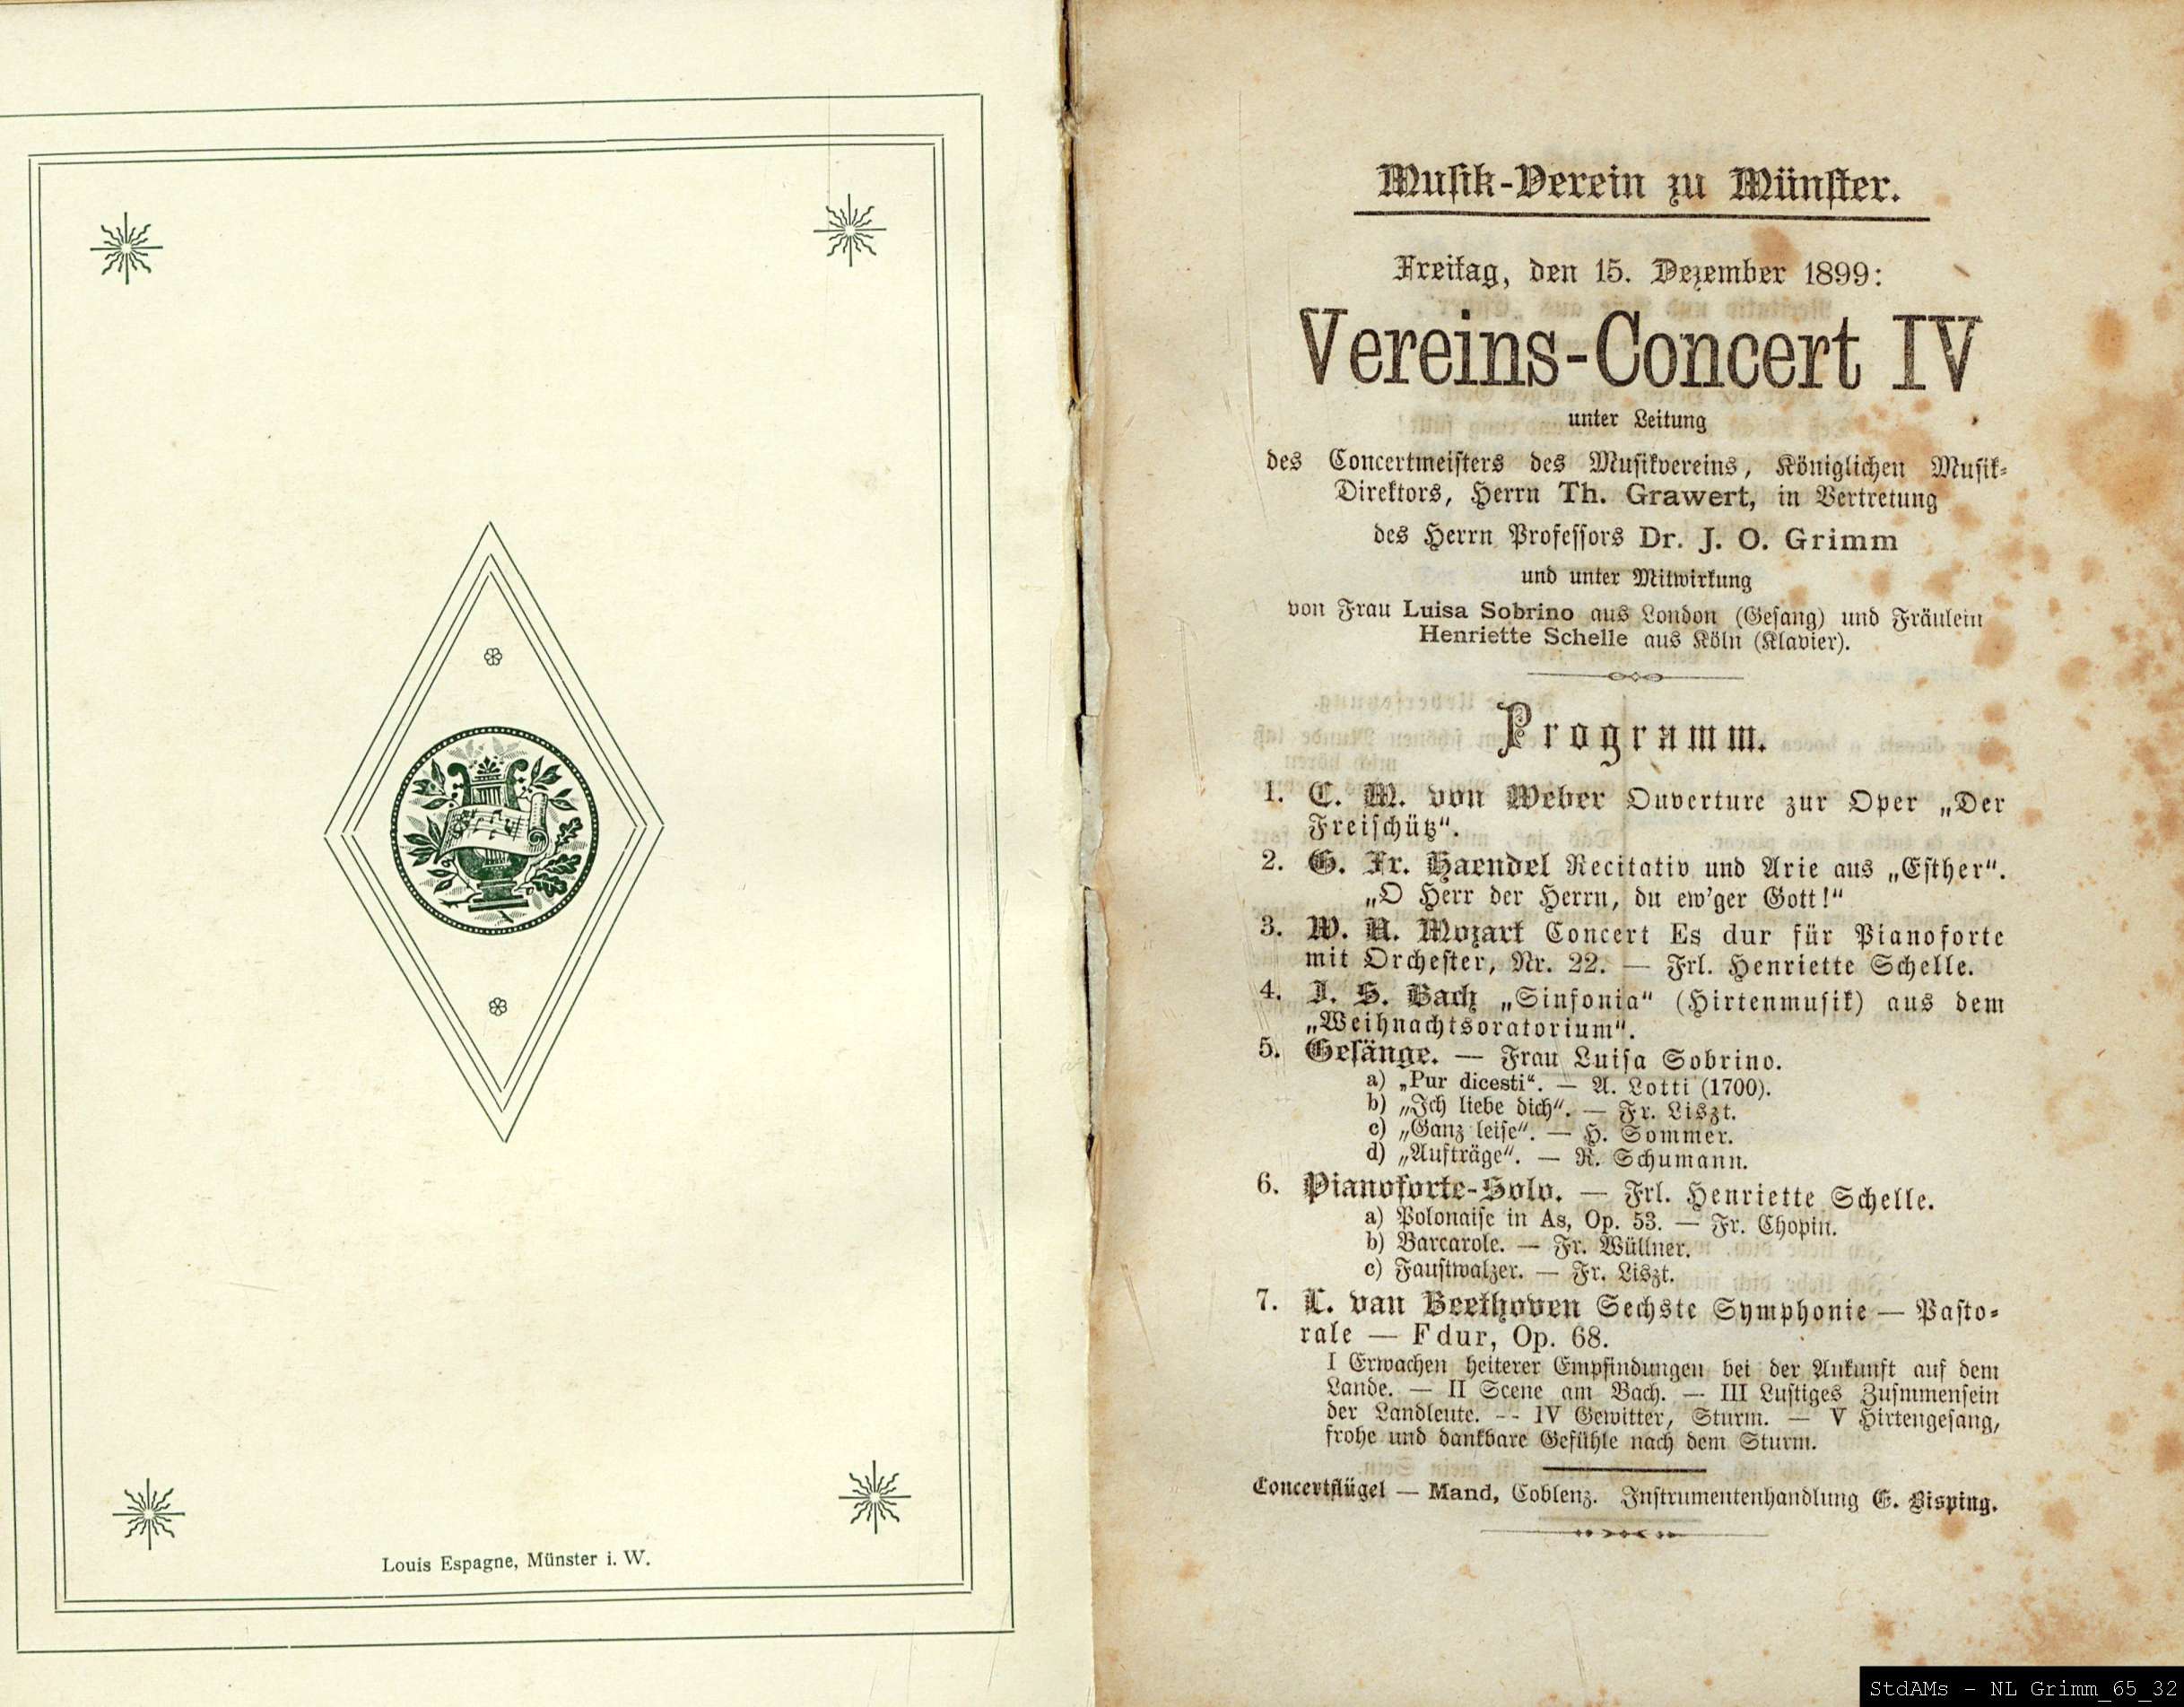 Louis Espagne, Münster i. W.
Musik-Verein zu Münster.
Freitag, den 15. Dezember 1899:
Vereins-Concert IV
unter Leitung
des Concertmeisters des Musikvereins, Königlichen Musik-
Direktors, Herrn Th. Grawert, in Vertretung
des Herrn Professors Dr. J. O. Grimm
und unter Mitwirkung
von Frau Luisa Sobrino aus London (Gesang) und Fräulein
Henriette Schelle aus Köln (Klavier).
Programm.
1. C. M. von Weber Ouverture zur Oper „Der
Freischütz“.
2. G. Fr. Haendel Recitativ und Arie aus „Esther“.
„O Herr der Herrn, du ew'ger Gott!“
3. W. A. Mozart Concert Es dur für Pianoforte
mit Orchester, Nr. 22. — Frl. Henriette Schelle.
4. J. S. Bach „Sinfonia“ (Hirtenmusik) aus dem
„Weihnachtsoratorium“.
5. Gesänge. — Frau Luisa Sobrino.
a) „Pur dicesti“. — A. Lotti (1700).
b) „Ich liebe dich“. — Fr. Liszt.
c) „Ganz leise“. — H. Sommer.
d) „Aufträge“. — R. Schumann.
6. Pianoforte-Solo. — Frl. Henriette Schelle.
a) Polonaise in As, Op. 53. — Fr. Chopin.
b) Barcarole. — Fr. Wüllner.
c) Faustwalzer. — Fr. Liszt.
7. L. van Beethoven Sechste Symphonie — Pasto-
rale — F dur, Op. 68.
I Erwachen heiterer Empfindungen bei der Ankunft auf dem
Lande. — II Scene am Bach. — III Lustiges Zusmmensein
der Landleute. -- IV Gewitter, Sturm. — V Hirtengesang,
frohe und dankbare Gefühle nach dem Sturm.
Concertflügel — Mand, Coblenz. Instrumentenhandlung G. Bisping.
StdAMs - NL Grimm_65_32